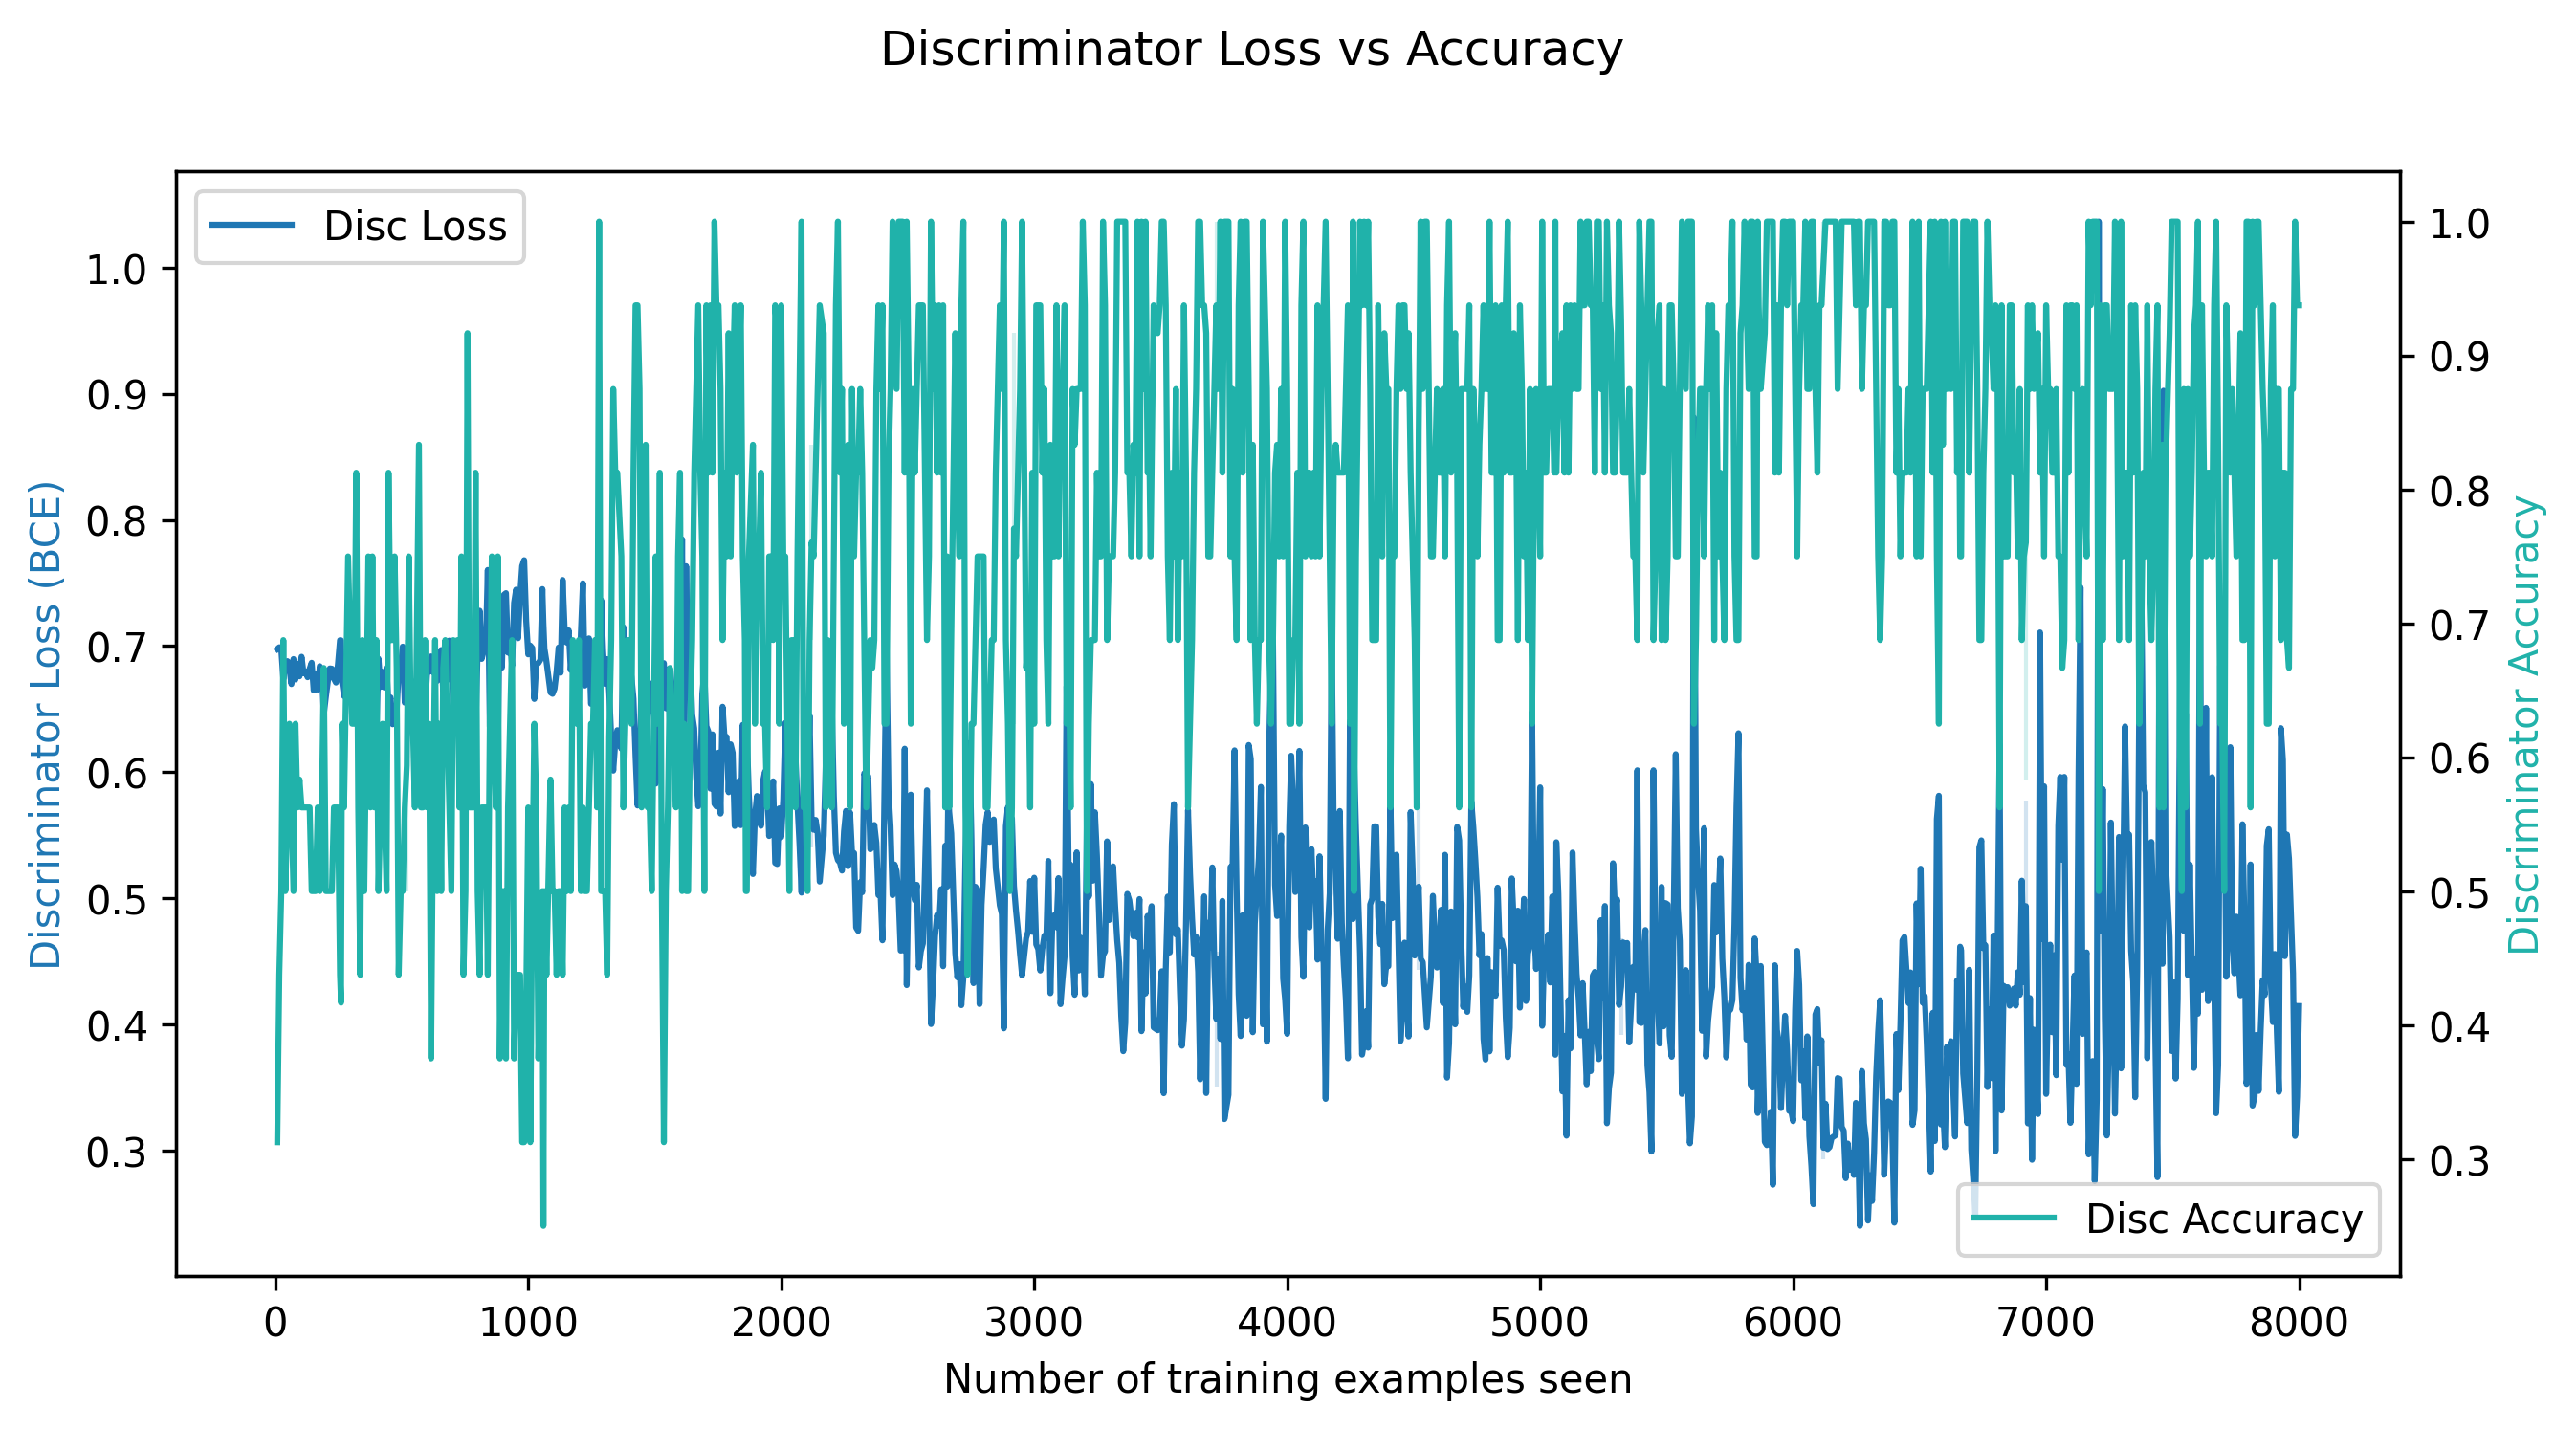 Discriminator Loss vs Accuracy
Disc Loss
Discriminator Loss (BCE)
1.0
0.9
0.8
0.7
0.6
0.5
0.4
0.3
1.0
0.9
0.8
0.7
0.6
0.5
0.4
0.3
Discriminator Accuracy
Disc Accuracy
0 1000 2000 3000 4000 5000 6000 7000 8000
Number of training examples seen